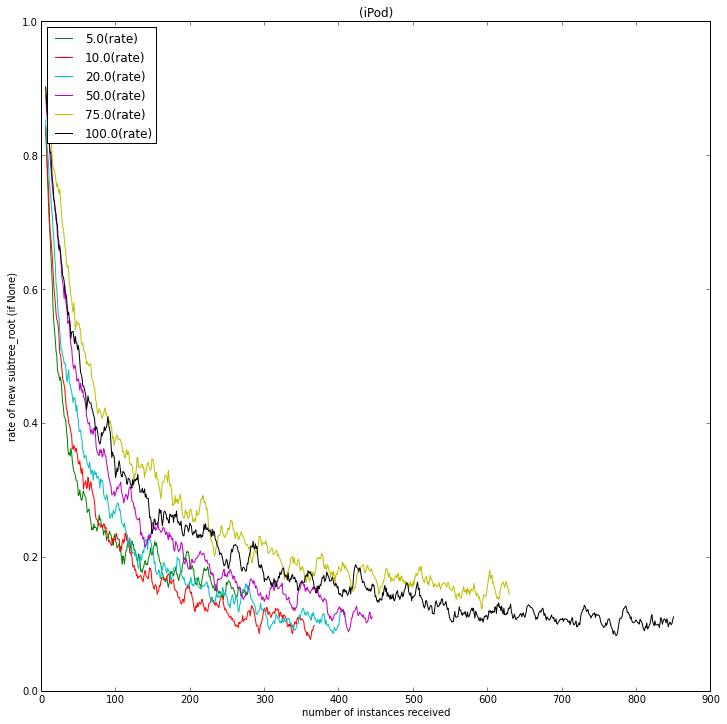 (iPod)
5.0(rate)
10.0(rate)
20.0(rate)
50.0(rate)
75.0(rate)
100.0(rate)
1.0
0.8
0.6
0.4
0.2
0.0
rate of new subtree_root (if None)
0 100 200 300 400 500 600 700 800 900
number of instances received